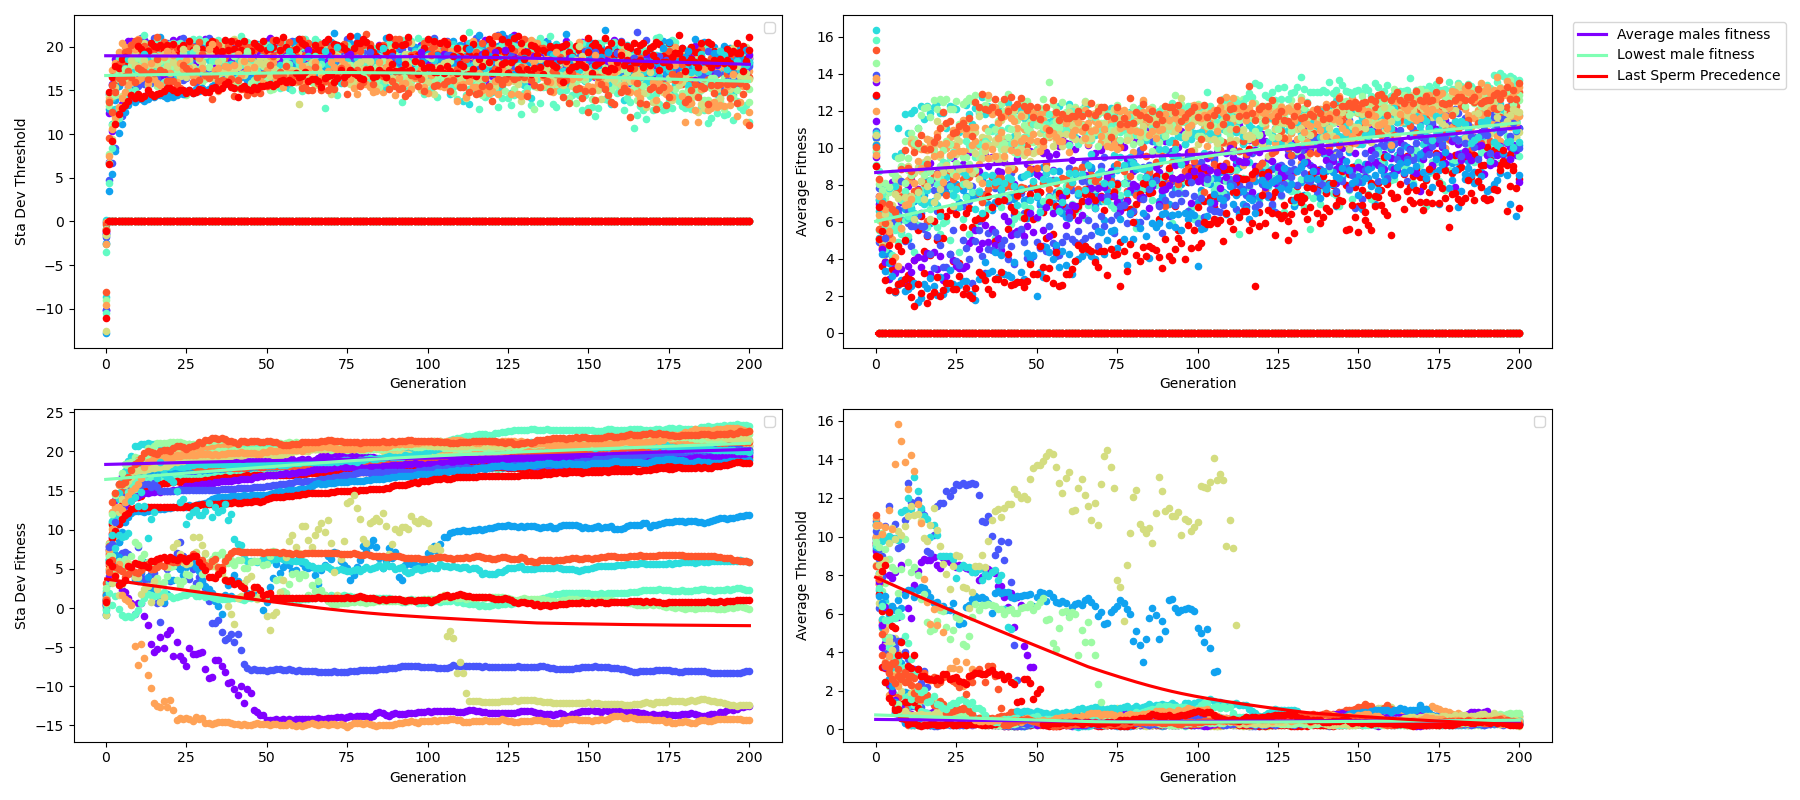 Sta Dev Threshold
20
15
10
5
0
−5
−10
0 25 50 75 100 125 150 175 200
Generation
Average Fitness
16
14
12
10
8
6
4
2
0
0 25 50 75 100 125 150 175 200
Generation
Average males fitness
Lowest male fitness
Last Sperm Precedence
Sta Dev Fitness
25
20
15
10
5
0
−5
−10
−15
0 25 50 75 100 125 150 175 200
Generation
Average Threshold
16
14
12
10
8
6
4
2
0
0 25 50 75 100 125 150 175 200
Generation